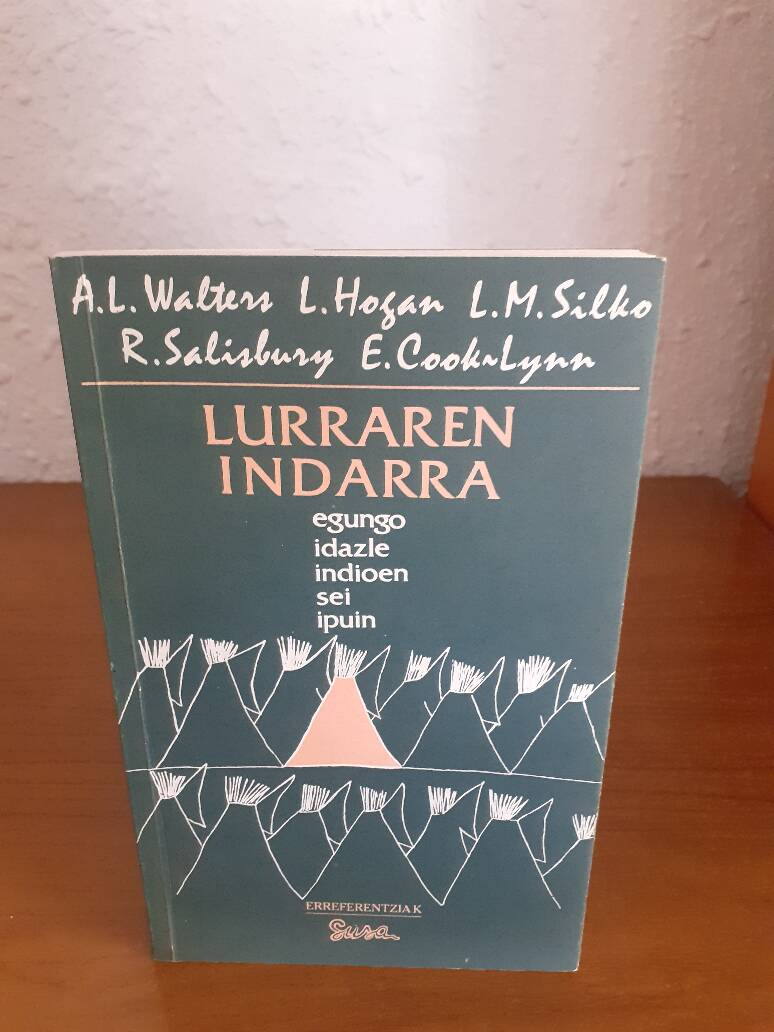 A.L. Walters L. Hogan L.M. Silko
R. Salisbury E. Cook~Lynn
LURRAREN
INDARRA
egungo
idazle
indioen
sei
ipuin
ERREFERENTZIAK
Susa